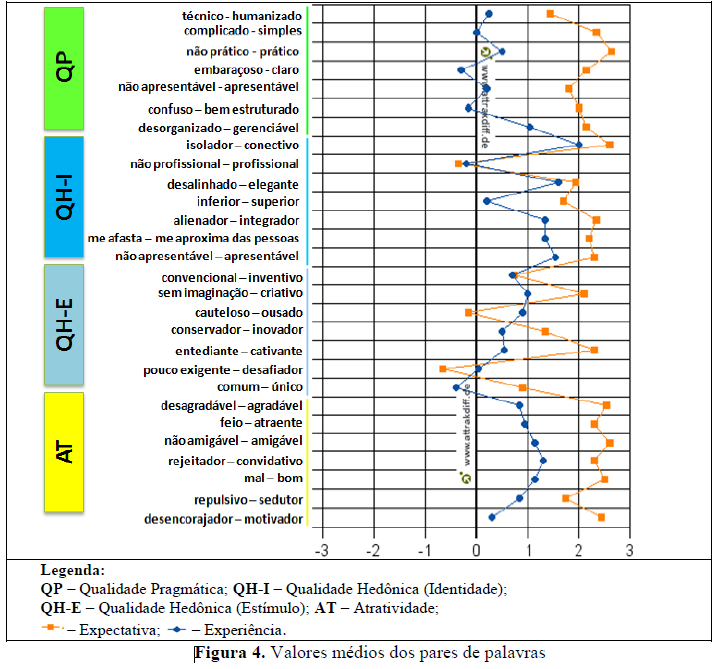 QP
técnico - humanizado
complicado - simples
não prático - prático
embaraçoso - claro
não apresentável - apresentável
confuso – bem estruturado
desorganizado – gerenciável
www.attrakdiff.de
QH-I
isolador – conectivo
não profissional – profissional
desalinhado – elegante
inferior – superior
alienador – integrador
me afasta – me aproxima das pessoas
não apresentável – apresentável
QH-E
convencional – inventivo
sem imaginação – criativo
cauteloso – ousado
conservador – inovador
entediante – cativante
pouco exigente – desafiador
comum – único
AT
desagradável – agradável
feio – atraente
não amigável – amigável
rejeitador – convidativo
mal – bom
repulsivo – sedutor
desencorajador – motivador
www.attrakdiff.de
-3 -2 -1 0 1 2 3
Legenda:
QP – Qualidade Pragmática; QH-I – Qualidade Hedônica (Identidade);
QH-E – Qualidade Hedônica (Estímulo); AT – Atratividade;
– Expectativa; – Experiência.
Figura 4. Valores médios dos pares de palavras